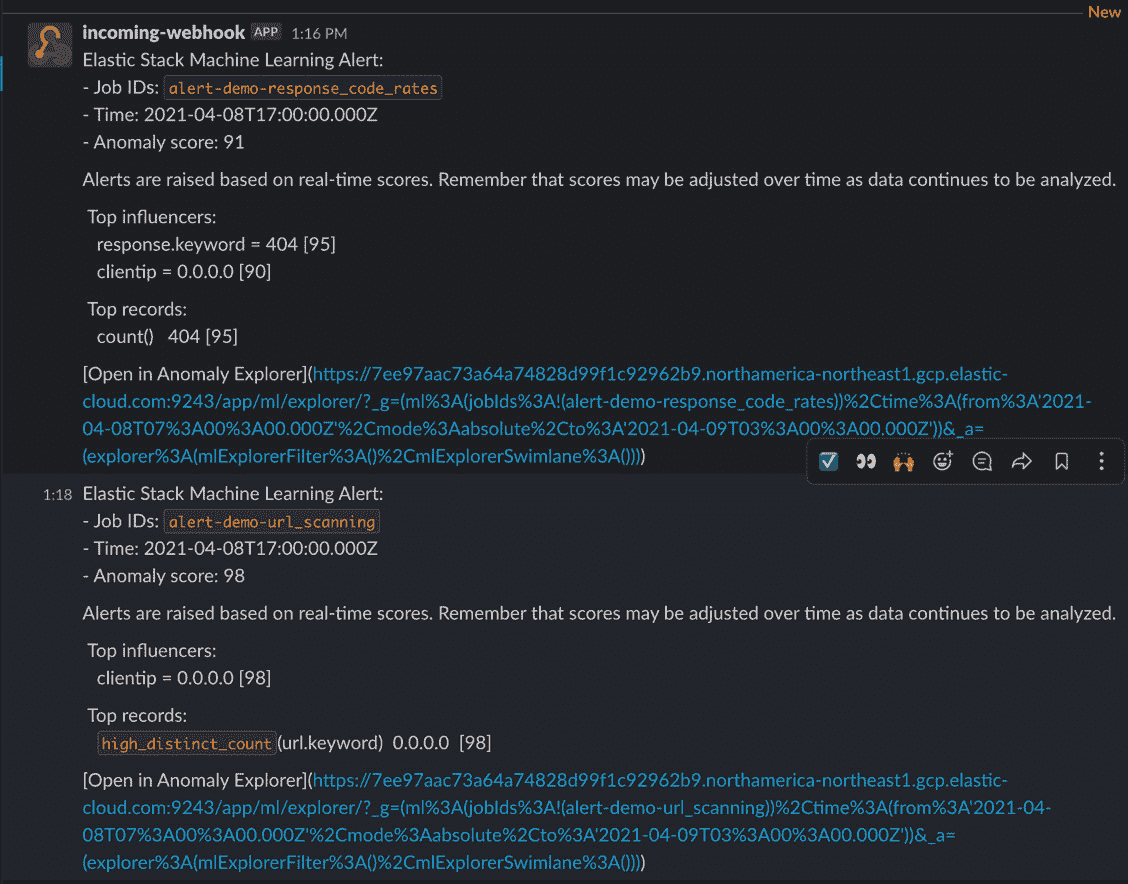 New
incoming-webhook APP 1:16 PM
Elastic Stack Machine Learning Alert:
- Job IDs: alert-demo-response_code_rates
- Time: 2021-04-08T17:00:00.000Z
- Anomaly score: 91
Alerts are raised based on real-time scores. Remember that scores may be adjusted over time as data continues to be analyzed.
Top influencers:
response.keyword = 404 [95]
clientip = 0.0.0.0 [90]
Top records:
count() 404 [95]
[Open in Anomaly Explorer](https://7ee97aac73a64a74828d99f1c92962b9.northamerica-northeast1.gcp.elastic-
cloud.com:9243/app/ml/explorer/?_g=(ml%3A(jobIds%3A!(alert-demo-response_code_rates))%2Ctime%3A(from%3A'2021-
04-08T07%3A00%3A00.000Z'%2Cmode%3Aabsolute%2Cto%3A'2021-04-09T03%3A00%3A00.000Z'))&_a=
(explorer%3A(mlExplorerFilter%3A()%2CmlExplorerSwimlane%3A())))
1:18 Elastic Stack Machine Learning Alert:
- Job IDs: alert-demo-url_scanning
- Time: 2021-04-08T17:00:00.000Z
- Anomaly score: 98
Alerts are raised based on real-time scores. Remember that scores may be adjusted over time as data continues to be analyzed.
Top influencers:
clientip = 0.0.0.0 [98]
Top records:
high_distinct_count(url.keyword) 0.0.0.0 [98]
[Open in Anomaly Explorer](https://7ee97aac73a64a74828d99f1c92962b9.northamerica-northeast1.gcp.elastic-
cloud.com:9243/app/ml/explorer/?_g=(ml%3A(jobIds%3A!(alert-demo-url_scanning))%2Ctime%3A(from%3A'2021-04-
08T07%3A00%3A00.000Z'%2Cmode%3Aabsolute%2Cto%3A'2021-04-09T03%3A00%3A00.000Z'))&_a=
(explorer%3A(mlExplorerFilter%3A()%2CmlExplorerSwimlane%3A())))